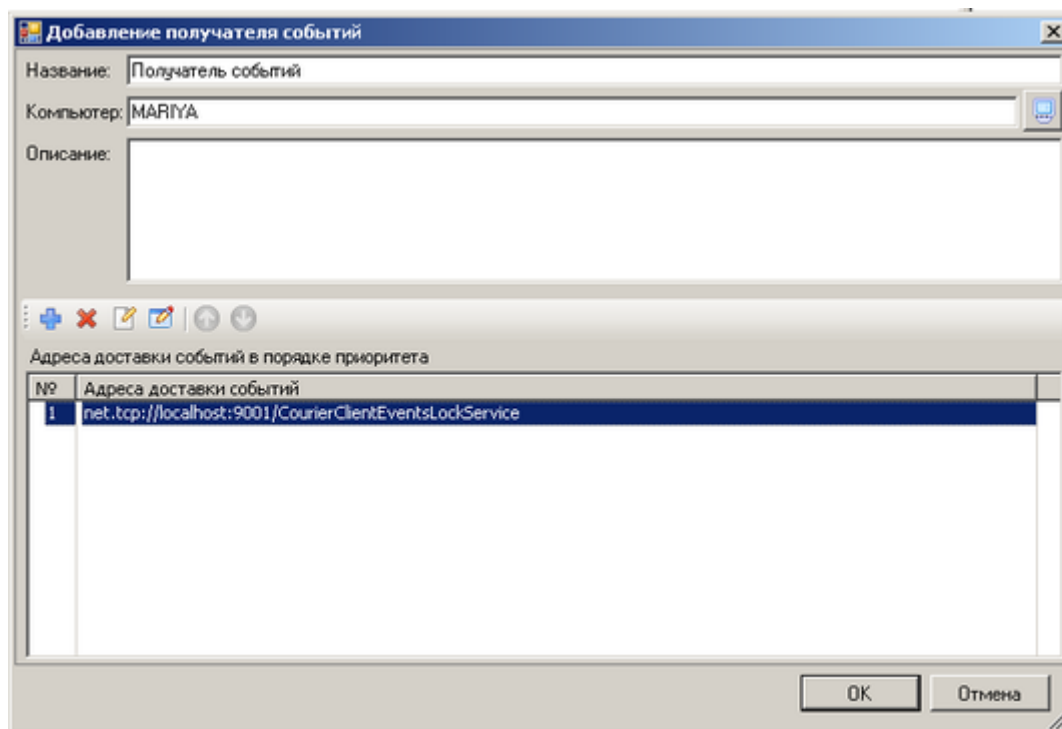 Добавление получателя событий
Название: Получатель событий
Компьютер: MARIYA
Описание:
Адреса доставки событий в порядке приоритета
№ Адреса доставки событий
1 net.tcp://localhost:9001/CourierClientEventsLockService
OK Отмена